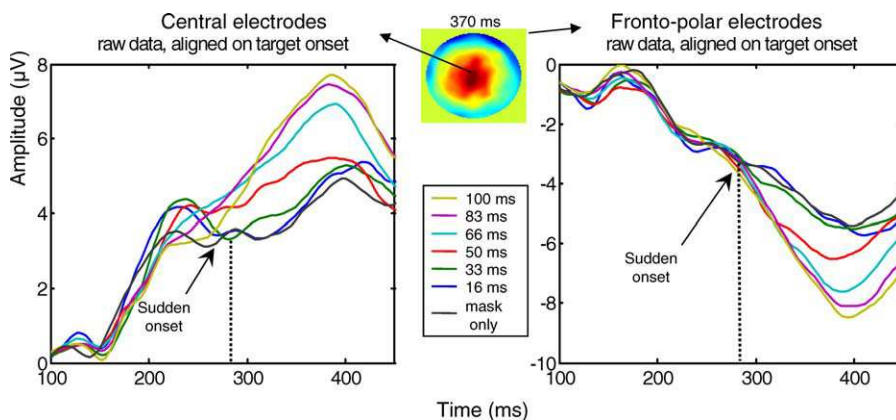 Central electrodes
raw data, aligned on target onset
370 ms
Fronto-polar electrodes
raw data, aligned on target onset
Amplitude (µV)
8
6
4
2
0
Sudden
onset
100
200
300
400
100 ms
83 ms
66 ms
50 ms
33 ms
16 ms
mask
only
0
-2
-4
-6
-8
-10
Sudden
onset
100
200
300
400
Time (ms)